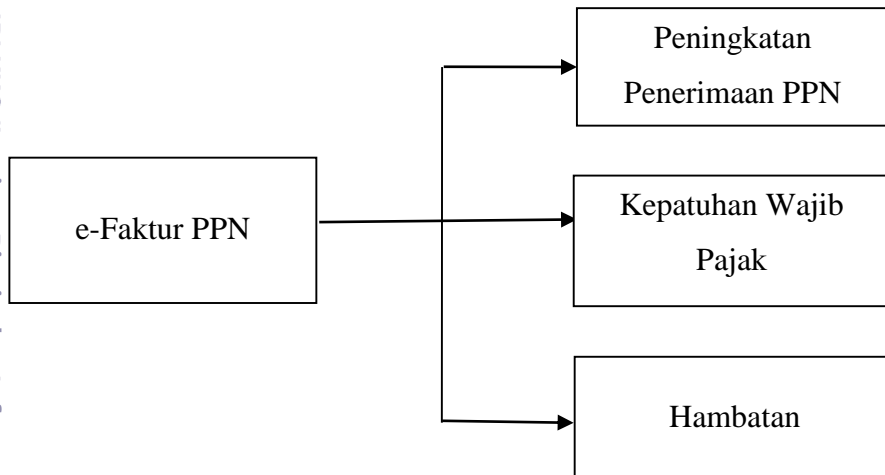 Peningkatan
Penerimaan PPN
e-Faktur PPN
Kepatuhan Wajib
Pajak
Hambatan